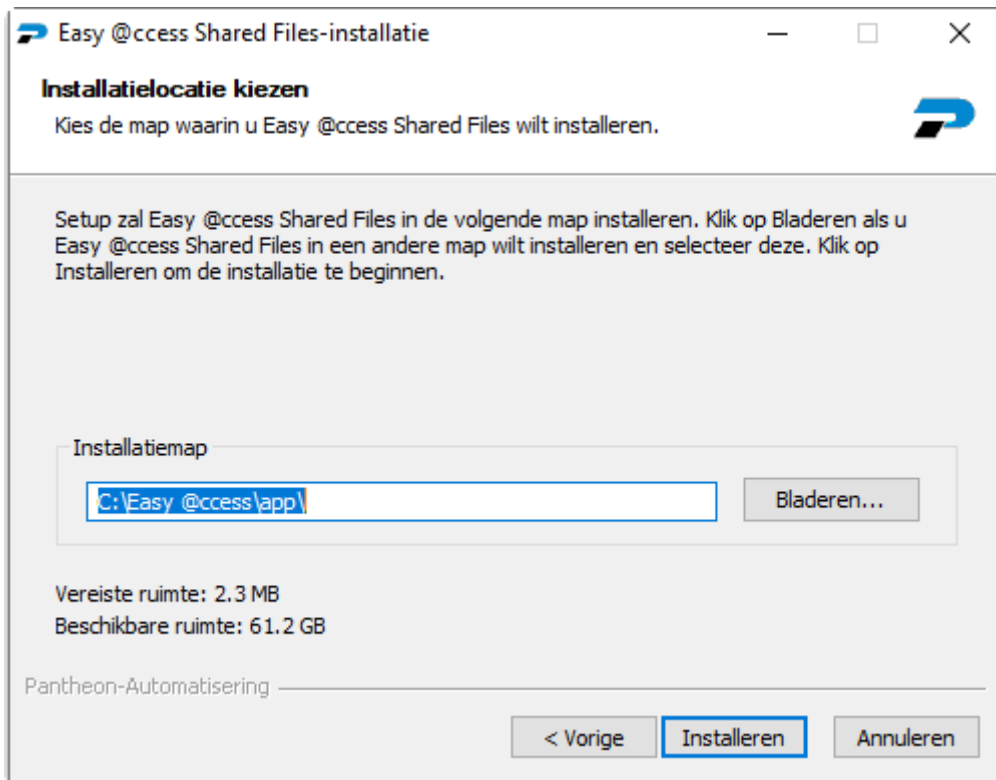 Easy @ccess Shared Files-installatie
Installatielocatie kiezen
Kies de map waarin u Easy @ccess Shared Files wilt installeren.
Setup zal Easy @ccess Shared Files in de volgende map installeren. Klik op Bladeren als u
Easy @ccess Shared Files in een andere map wilt installeren en selecteer deze. Klik op
Installeren om de installatie te beginnen.
Installatiemap
C:\Easy @ccess\app\
Bladeren...
Vereiste ruimte: 2.3 MB
Beschikbare ruimte: 61.2 GB
Pantheon-Automatisering
< Vorige
Installeren
Annuleren